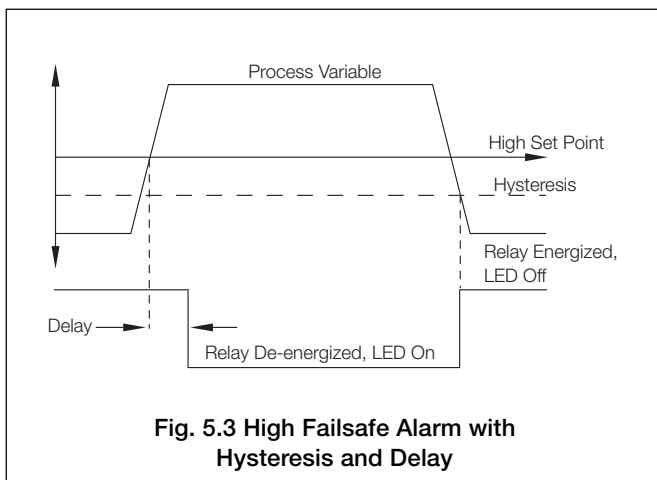 Process Variable
High Set Point
Hysteresis
Relay Energized,
LED Off
Delay
Relay De-energized, LED On
Fig. 5.3 High Failsafe Alarm with
Hysteresis and Delay